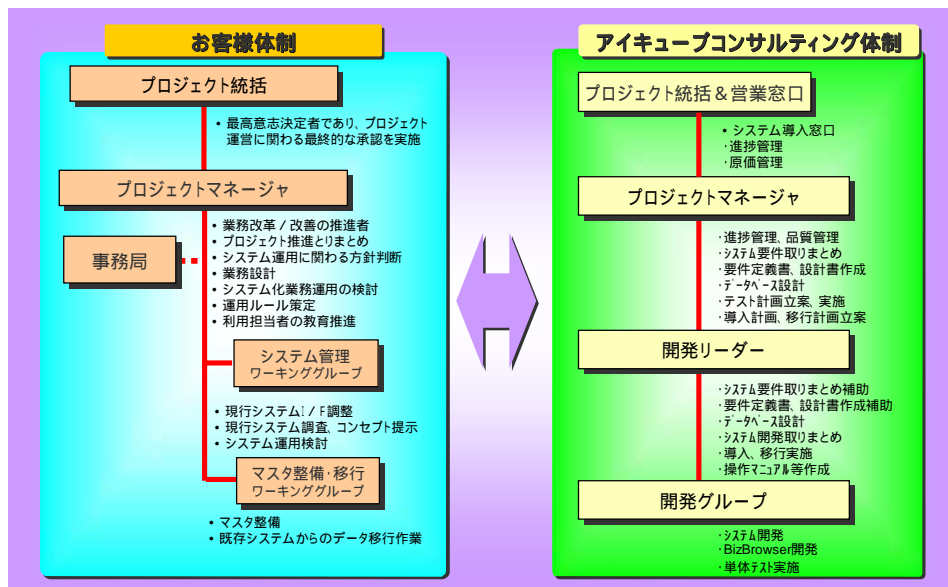 お客様体制
プロジェクト統括
• 最高意志決定者であり、プロジェクト
運営に関わる最終的な承認を実施
プロジェクトマネージャ
• 業務改革/改善の推進者
• プロジェクト推進とりまとめ
• システム運用に関わる方針判断
• 業務設計
• システム化業務運用の検討
• 運用ルール策定
• 利用担当者の教育推進
事務局
システム管理
ワーキンググループ
• 現行システムI/F調整
• 現行システム調査、コンセプト提示
• システム運用検討
マスタ整備・移行
ワーキンググループ
• マスタ整備
• 既存システムからのデータ移行作業
アイキューブコンサルティング体制
プロジェクト統括&営業窓口
• システム導入窓口
・進捗管理
・原価管理
プロジェクトマネージャ
・進捗管理、品質管理
・システム要件取りまとめ
・要件定義書、設計書作成
・データベース設計
・テスト計画立案、実施
・導入計画、移行計画立案
開発リーダー
・システム要件取りまとめ補助
・要件定義書、設計書作成補助
・データベース設計
・システム開発取りまとめ
・導入、移行実施
・操作マニュアル等作成
開発グループ
・システム開発
・BizBrowser開発
・単体テスト実施